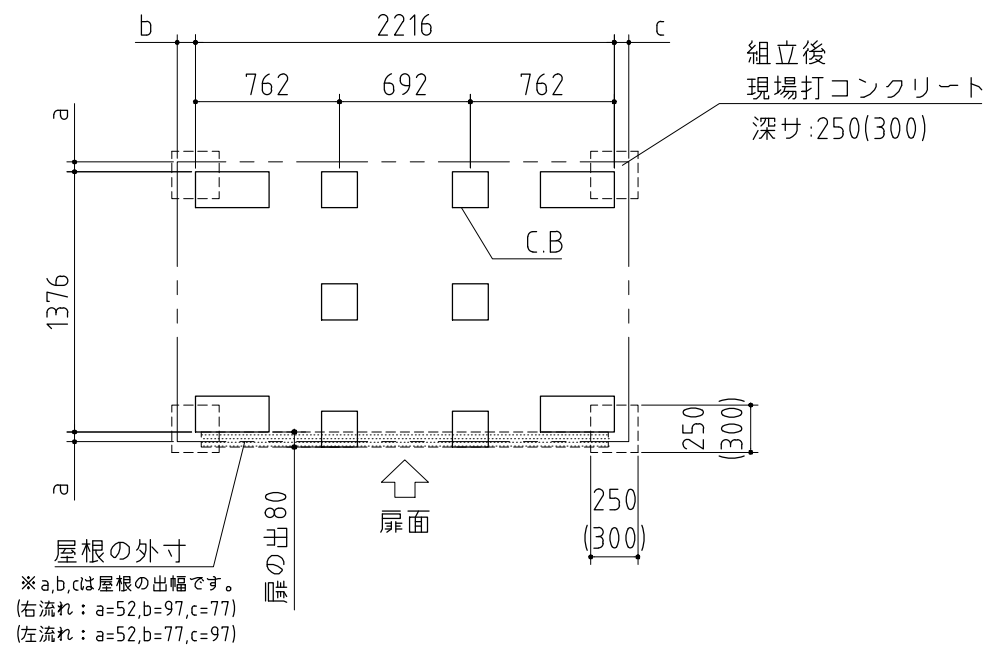 b
2216
c
762
692
762
組立後
現場打コンクリート
深サ:250(300)
a
C.B
1376
250
(300)
a
扉の出80
扉面
250
(300)
屋根の外寸
※a,b,cは屋根の出幅です。
(右流れ：a=52,b=97,c=77)
(左流れ：a=52,b=77,c=97)